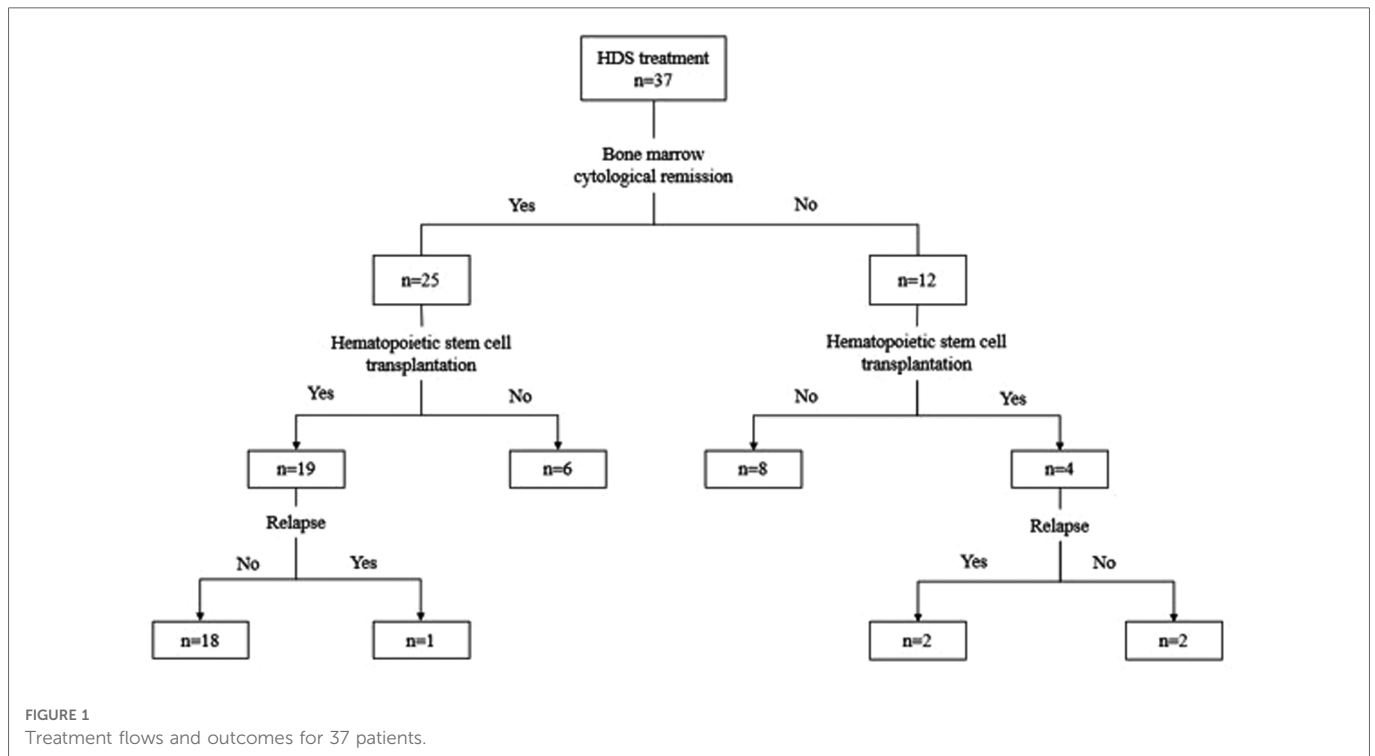 HDS treatment
n=37
Bone marrow
cytological remission
Yes
No
n=25
n=12
Hematopoietic stem cell
transplantation
Hematopoietic stem cell
transplantation
Yes
No
No
Yes
n=19
n=6
n=8
n=4
Relapse
Relapse
No
Yes
Yes
No
n=18
n=1
n=2
n=2
FIGURE 1
Treatment flows and outcomes for 37 patients.